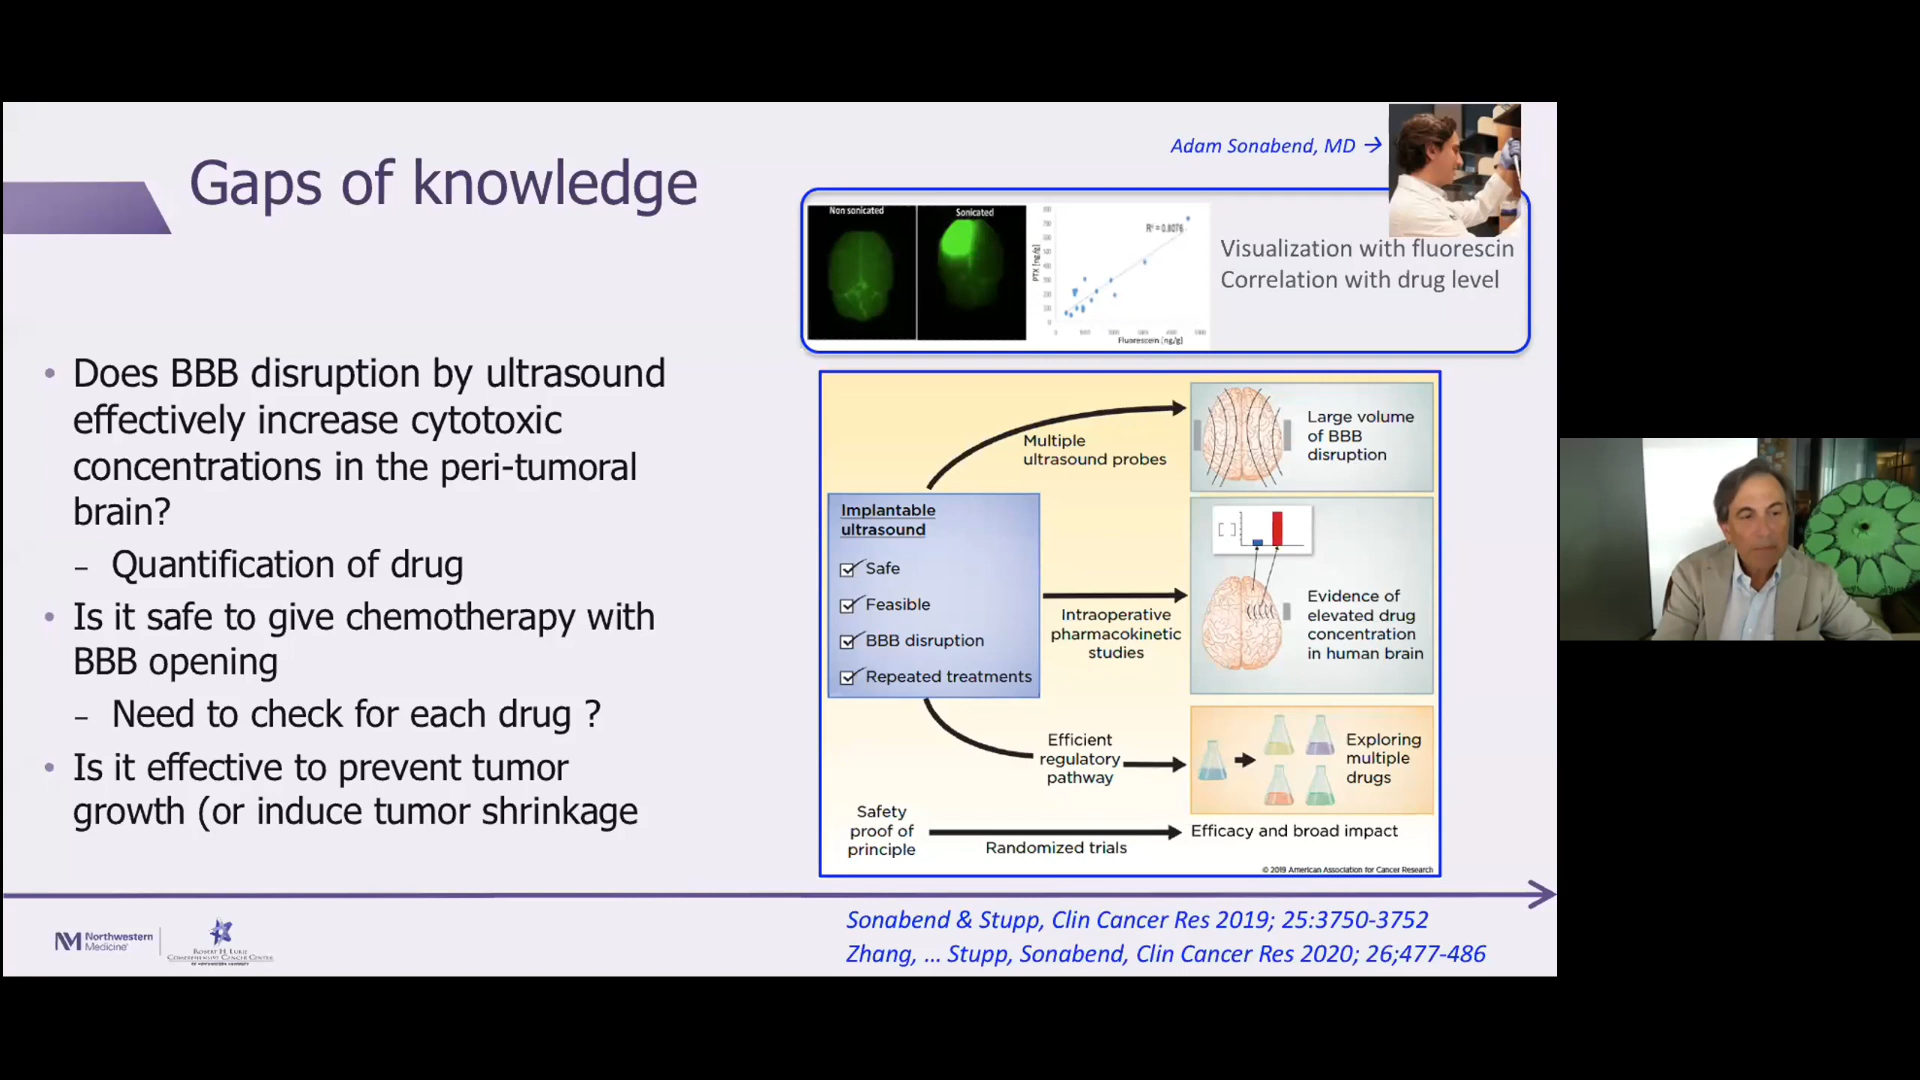 Gaps of knowledge
Adam Sonabend, MD →
Non sonicated
Sonicated
R² = 0.8076
PTX [ng/g]
Fluorescein [ng/g]
Visualization with fluorescin
Correlation with drug level
• Does BBB disruption by ultrasound
effectively increase cytotoxic
concentrations in the peri-tumoral
brain?
– Quantification of drug
• Is it safe to give chemotherapy with
BBB opening
– Need to check for each drug ?
• Is it effective to prevent tumor
growth (or induce tumor shrinkage
Multiple
ultrasound probes
Large volume
of BBB
disruption
Implantable
ultrasound
Safe
Feasible
BBB disruption
Repeated treatments
Intraoperative
pharmacokinetic
studies
[ ]
Evidence of
elevated drug
concentration
in human brain
Efficient
regulatory
pathway
Exploring
multiple
drugs
Safety
proof of
principle
Randomized trials
Efficacy and broad impact
© 2019 American Association for Cancer Research
Northwestern
Medicine
Robert H. Lurie
Comprehensive Cancer Center
of Northwestern University
Sonabend & Stupp, Clin Cancer Res 2019; 25:3750-3752
Zhang, ... Stupp, Sonabend, Clin Cancer Res 2020; 26;477-486